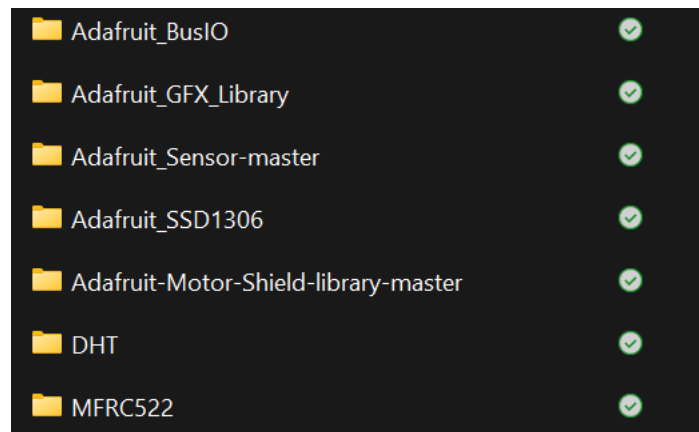 Adafruit_BusIO
Adafruit_GFX_Library
Adafruit_Sensor-master
Adafruit_SSD1306
Adafruit-Motor-Shield-library-master
DHT
MFRC522